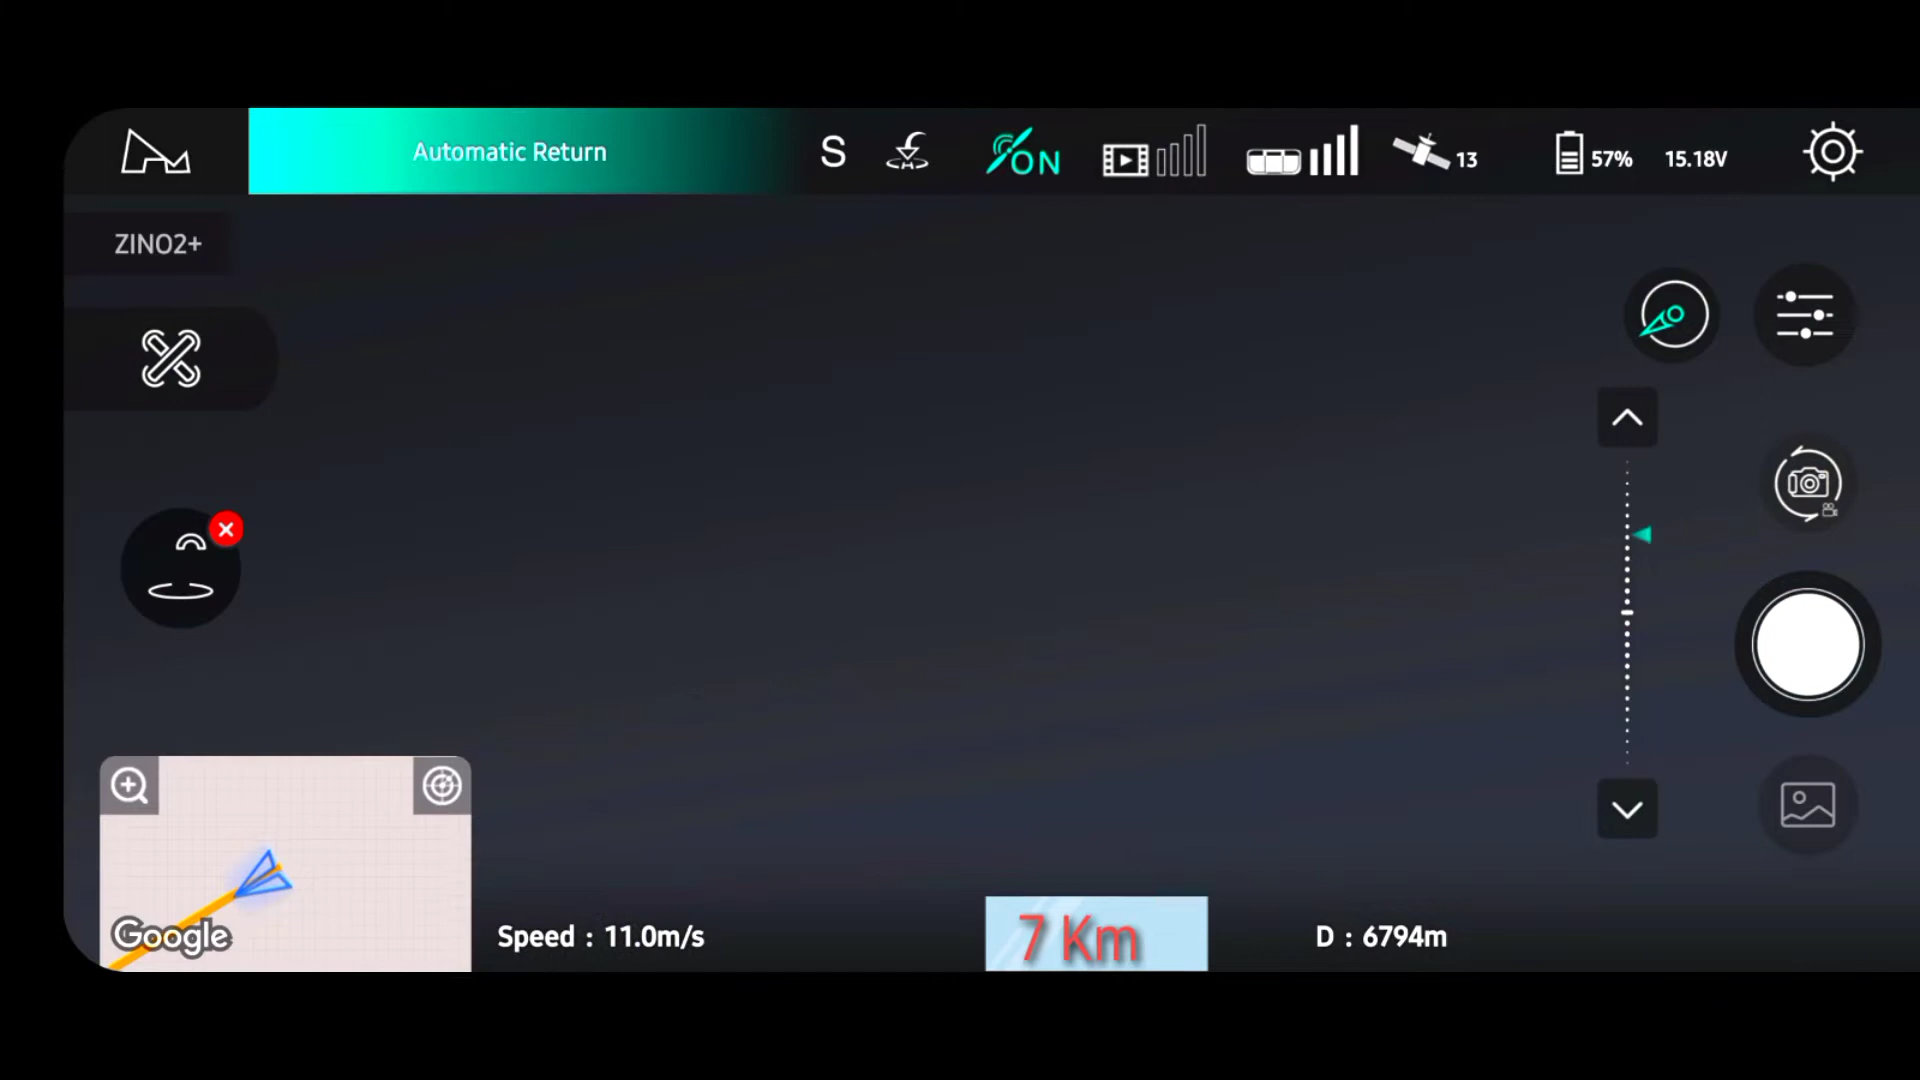 Automatic Return
S
ON
13
57%
15.18V
ZINO2+
Google
Speed : 11.0m/s
7 Km
D : 6794m